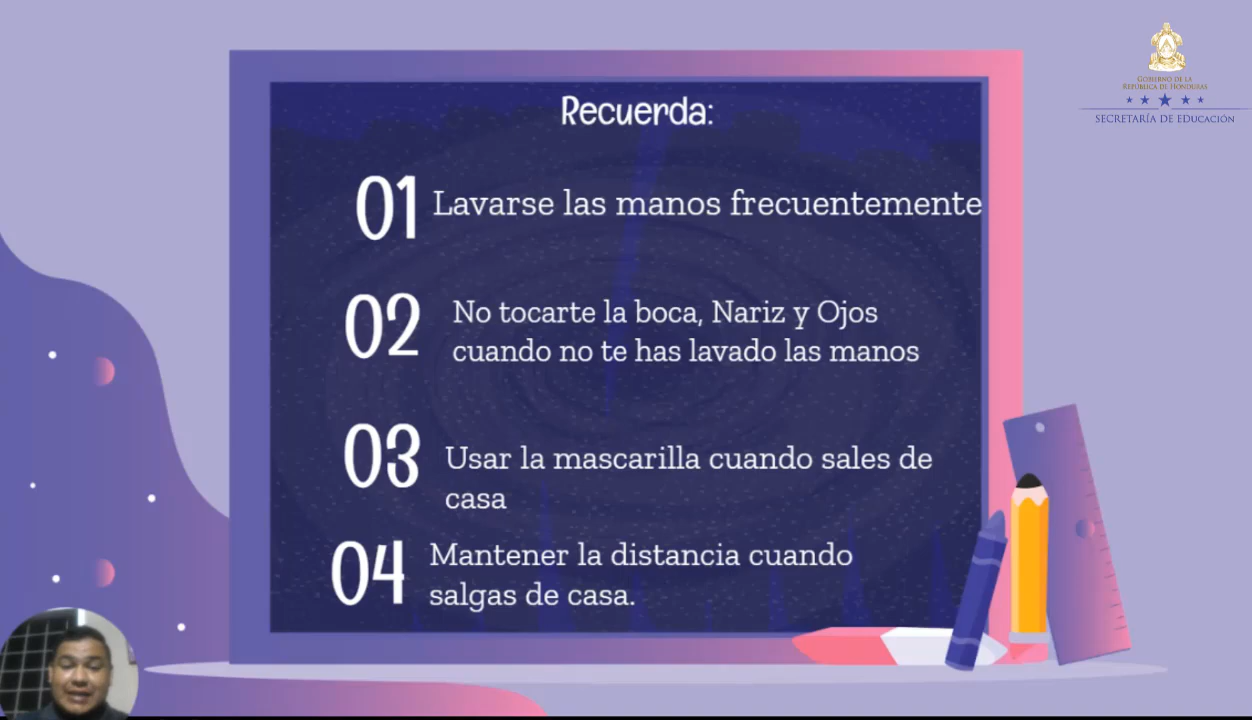 GOBIERNO DE LA
REPÚBLICA DE HONDURAS
SECRETARÍA DE EDUCACIÓN
Recuerda:
01 Lavarse las manos frecuentemente
02 No tocarte la boca, Nariz y Ojos
cuando no te has lavado las manos
03 Usar la mascarilla cuando sales de
casa
04 Mantener la distancia cuando
salgas de casa.